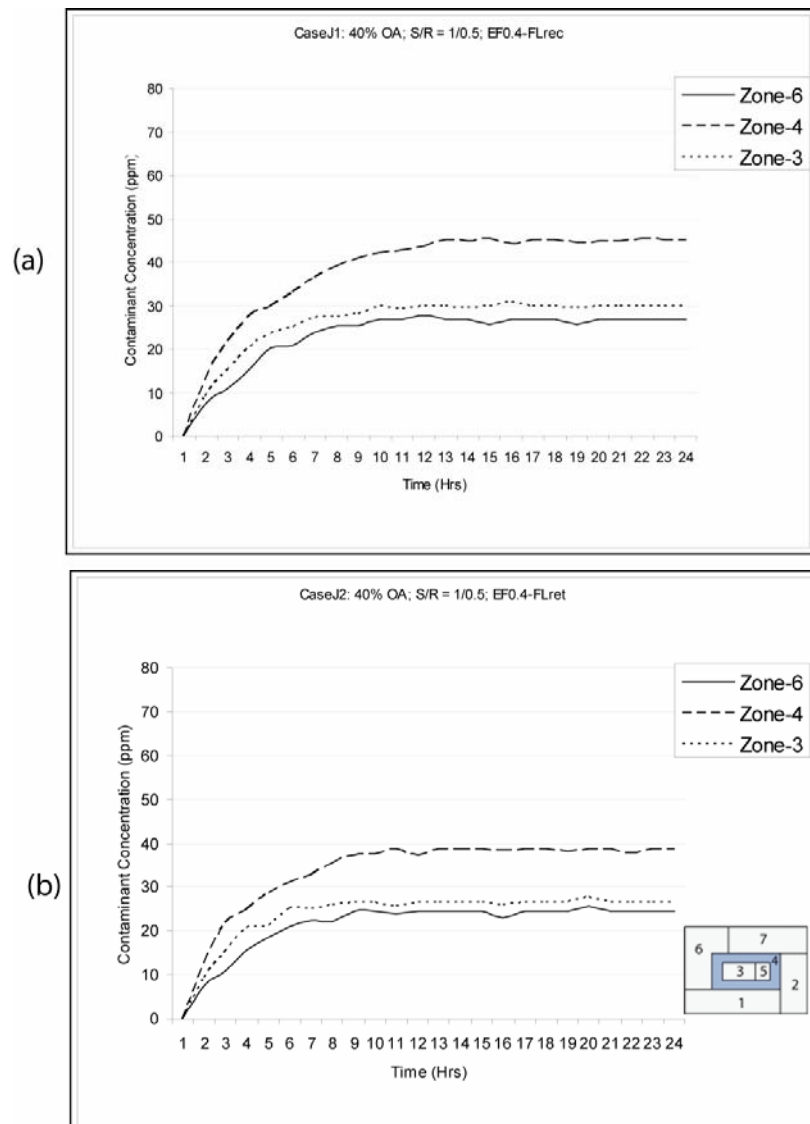 (a)
CaseJ1: 40% OA; S/R = 1/0.5; EF0.4-FLrec
Contaminant Concentration (ppm)
80
70
60
50
40
30
20
10
0
1 2 3 4 5 6 7 8 9 10 11 12 13 14 15 16 17 18 19 20 21 22 23 24
Time (Hrs)
Zone-6
Zone-4
Zone-3
(b)
CaseJ2: 40% OA; S/R = 1/0.5; EF0.4-FLret
Contaminant Concentration (ppm)
80
70
60
50
40
30
20
10
0
1 2 3 4 5 6 7 8 9 10 11 12 13 14 15 16 17 18 19 20 21 22 23 24
Time (Hrs)
Zone-6
Zone-4
Zone-3
6 7
4
3 5 2
1